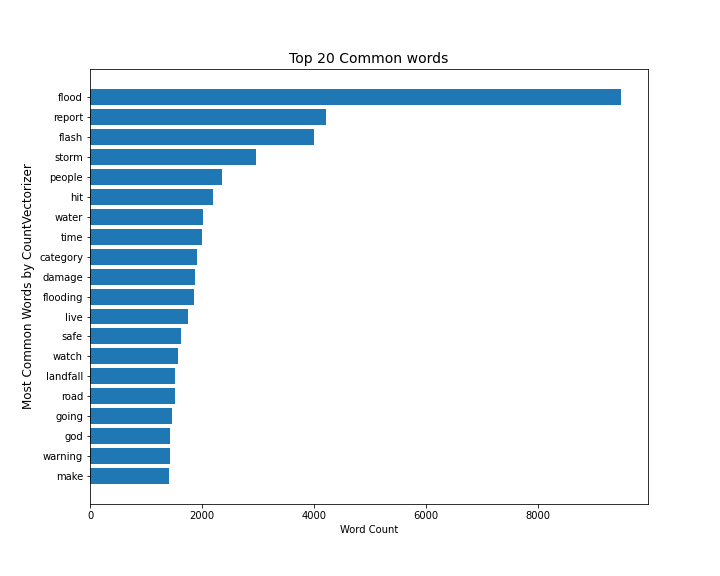 Top 20 Common words
Most Common Words by CountVectorizer
flood
report
flash
storm
people
hit
water
time
category
damage
flooding
live
safe
watch
landfall
road
going
god
warning
make
0 2000 4000 6000 8000
Word Count